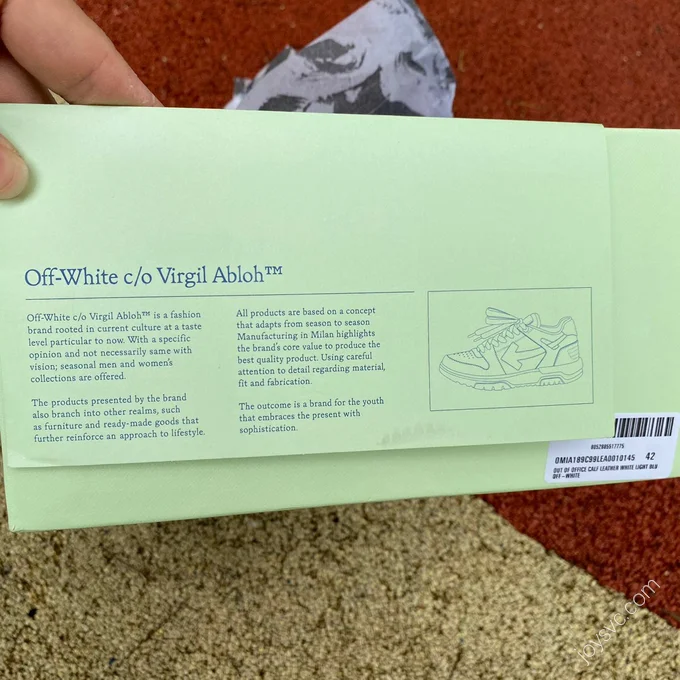 Off-White c/o Virgil Abloh™
Off-White c/o Virgil Abloh™ is a fashion
brand rooted in current culture at a taste
level particular to now. With a specific
opinion and not necessarily same with
vision; seasonal men and women's
collections are offered.
The products presented by the brand
also branch into other realms, such
as furniture and ready-made goods that
further reinforce an approach to lifestyle.
All products are based on a concept
that adapts from season to season
Manufacturing in Milan highlights
the brand's core value to produce the
best quality product. Using careful
attention to detail regarding material,
fit and fabrication.
The outcome is a brand for the youth
that embraces the present with
sophistication.
8052865517775
OMIA189C99LEA0010145 42
OUT OF OFFICE CALF LEATHER WHITE LIGHT BLU
OFF-WHITE
joysvc.com